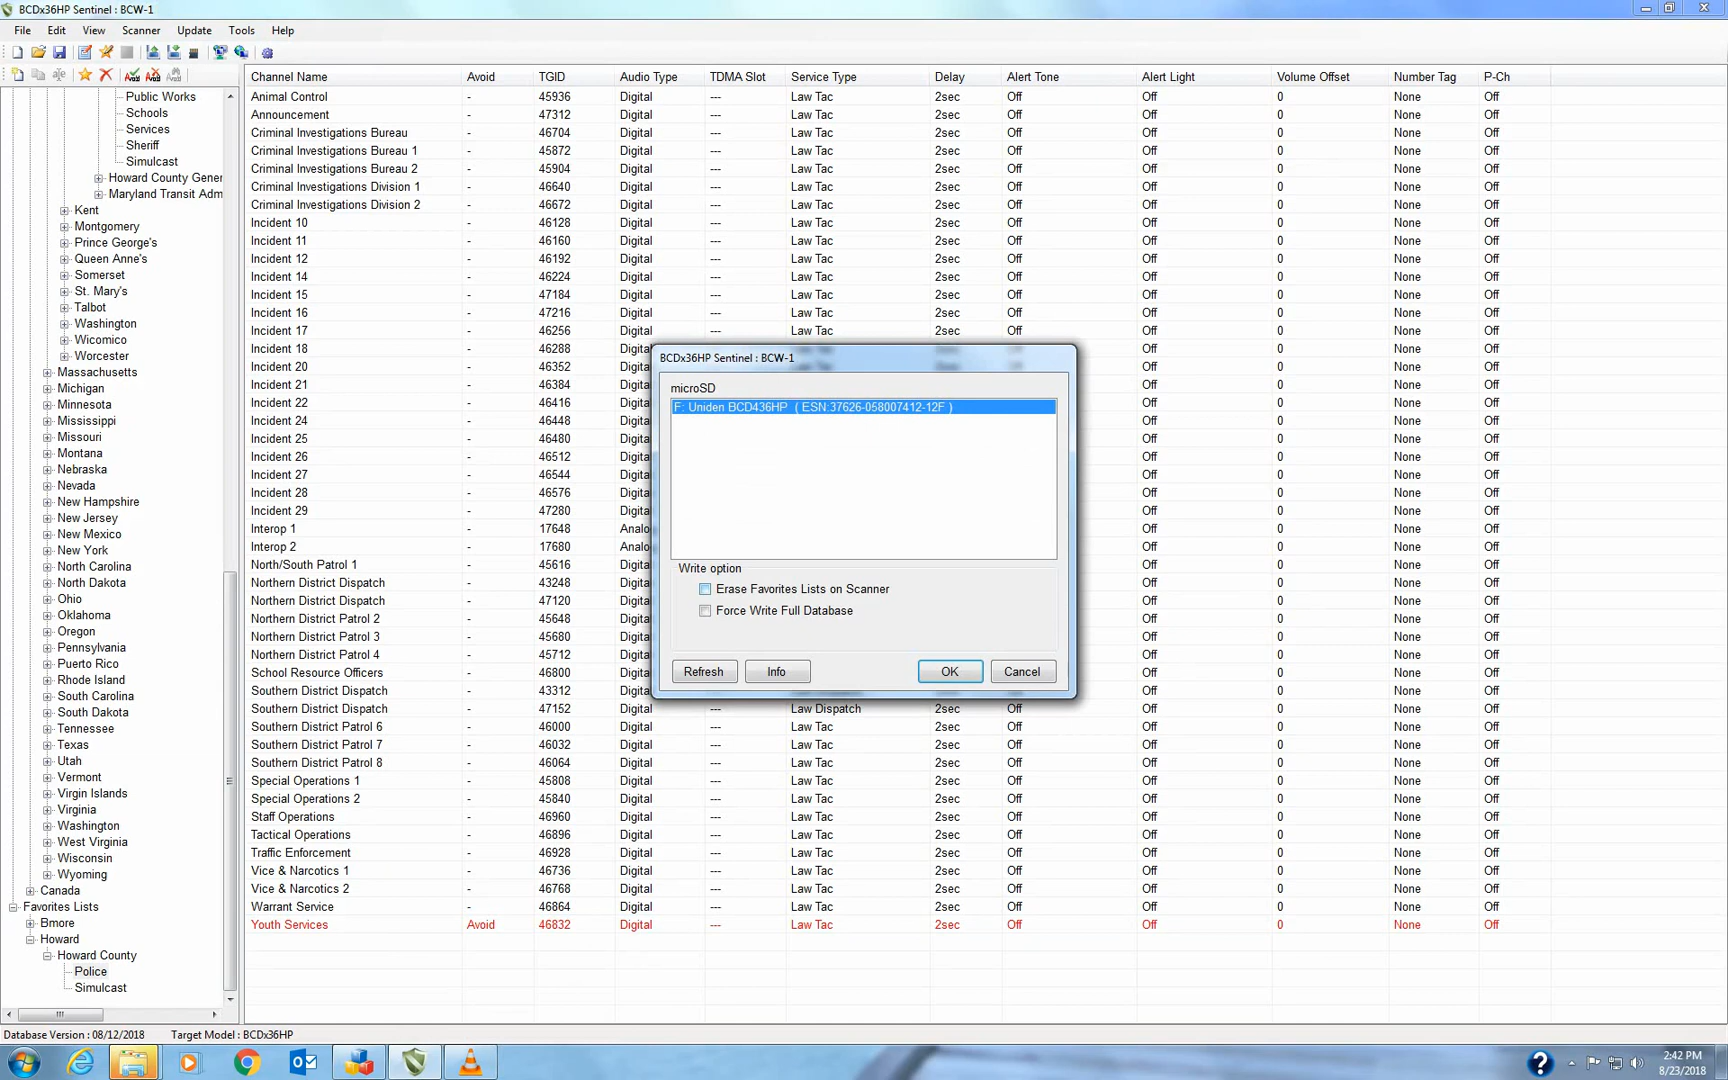 BCDx36HP Sentinel : BCW-1
File Edit View Scanner Update Tools Help
Public Works
Schools
Services
Sheriff
Simulcast
Howard County Gener
Maryland Transit Adm
Kent
Montgomery
Prince George's
Queen Anne's
Somerset
St. Mary's
Talbot
Washington
Wicomico
Worcester
Massachusetts
Michigan
Minnesota
Mississippi
Missouri
Montana
Nebraska
Nevada
New Hampshire
New Jersey
New Mexico
New York
North Carolina
North Dakota
Ohio
Oklahoma
Oregon
Pennsylvania
Puerto Rico
Rhode Island
South Carolina
South Dakota
Tennessee
Texas
Utah
Vermont
Virgin Islands
Virginia
Washington
West Virginia
Wisconsin
Wyoming
Canada
Favorites Lists
Bmore
Howard
Howard County
Police
Simulcast
Channel Name Avoid TGID Audio Type TDMA Slot Service Type Delay Alert Tone Alert Light Volume Offset Number Tag P-Ch
Animal Control - 45936 Digital --- Law Tac 2sec Off Off 0 None Off
Announcement - 47312 Digital --- Law Tac 2sec Off Off 0 None Off
Criminal Investigations Bureau - 46704 Digital --- Law Tac 2sec Off Off 0 None Off
Criminal Investigations Bureau 1 - 45872 Digital --- Law Tac 2sec Off Off 0 None Off
Criminal Investigations Bureau 2 - 45904 Digital --- Law Tac 2sec Off Off 0 None Off
Criminal Investigations Division 1 - 46640 Digital --- Law Tac 2sec Off Off 0 None Off
Criminal Investigations Division 2 - 46672 Digital --- Law Tac 2sec Off Off 0 None Off
Incident 10 - 46128 Digital --- Law Tac 2sec Off Off 0 None Off
Incident 11 - 46160 Digital --- Law Tac 2sec Off Off 0 None Off
Incident 12 - 46192 Digital --- Law Tac 2sec Off Off 0 None Off
Incident 14 - 46224 Digital --- Law Tac 2sec Off Off 0 None Off
Incident 15 - 47184 Digital --- Law Tac 2sec Off Off 0 None Off
Incident 16 - 47216 Digital --- Law Tac 2sec Off Off 0 None Off
Incident 17 - 46256 Digital --- Law Tac 2sec Off Off 0 None Off
Incident 18 - 46288 Digita Off 0 None Off
Incident 20 - 46352 Digita Off 0 None Off
Incident 21 - 46384 Digita Off 0 None Off
Incident 22 - 46416 Digita Off 0 None Off
Incident 24 - 46448 Digita Off 0 None Off
Incident 25 - 46480 Digita Off 0 None Off
Incident 26 - 46512 Digita Off 0 None Off
Incident 27 - 46544 Digita Off 0 None Off
Incident 28 - 46576 Digita Off 0 None Off
Incident 29 - 47280 Digita Off 0 None Off
Interop 1 - 17648 Analo Off 0 None Off
Interop 2 - 17680 Analo Off 0 None Off
North/South Patrol 1 - 45616 Digita Off 0 None Off
Northern District Dispatch - 43248 Digita Off 0 None Off
Northern District Dispatch - 47120 Digita Off 0 None Off
Northern District Patrol 2 - 45648 Digita Off 0 None Off
Northern District Patrol 3 - 45680 Digita Off 0 None Off
Northern District Patrol 4 - 45712 Digita Off 0 None Off
School Resource Officers - 46800 Digita Off 0 None Off
Southern District Dispatch - 43312 Digita Off 0 None Off
Southern District Dispatch - 47152 Digital --- Law Dispatch 2sec Off Off 0 None Off
Southern District Patrol 6 - 46000 Digital --- Law Tac 2sec Off Off 0 None Off
Southern District Patrol 7 - 46032 Digital --- Law Tac 2sec Off Off 0 None Off
Southern District Patrol 8 - 46064 Digital --- Law Tac 2sec Off Off 0 None Off
Special Operations 1 - 45808 Digital --- Law Tac 2sec Off Off 0 None Off
Special Operations 2 - 45840 Digital --- Law Tac 2sec Off Off 0 None Off
Staff Operations - 46960 Digital --- Law Tac 2sec Off Off 0 None Off
Tactical Operations - 46896 Digital --- Law Tac 2sec Off Off 0 None Off
Traffic Enforcement - 46928 Digital --- Law Tac 2sec Off Off 0 None Off
Vice & Narcotics 1 - 46736 Digital --- Law Tac 2sec Off Off 0 None Off
Vice & Narcotics 2 - 46768 Digital --- Law Tac 2sec Off Off 0 None Off
Warrant Service - 46864 Digital --- Law Tac 2sec Off Off 0 None Off
Youth Services Avoid 46832 Digital --- Law Tac 2sec Off Off 0 None Off
BCDx36HP Sentinel : BCW-1
microSD
F: Uniden BCD436HP ( ESN:37626-058007412-12F )
Write option
Erase Favorites Lists on Scanner
Force Write Full Database
Refresh Info OK Cancel
Database Version : 08/12/2018 Target Model : BCDx36HP
2:42 PM
8/23/2018